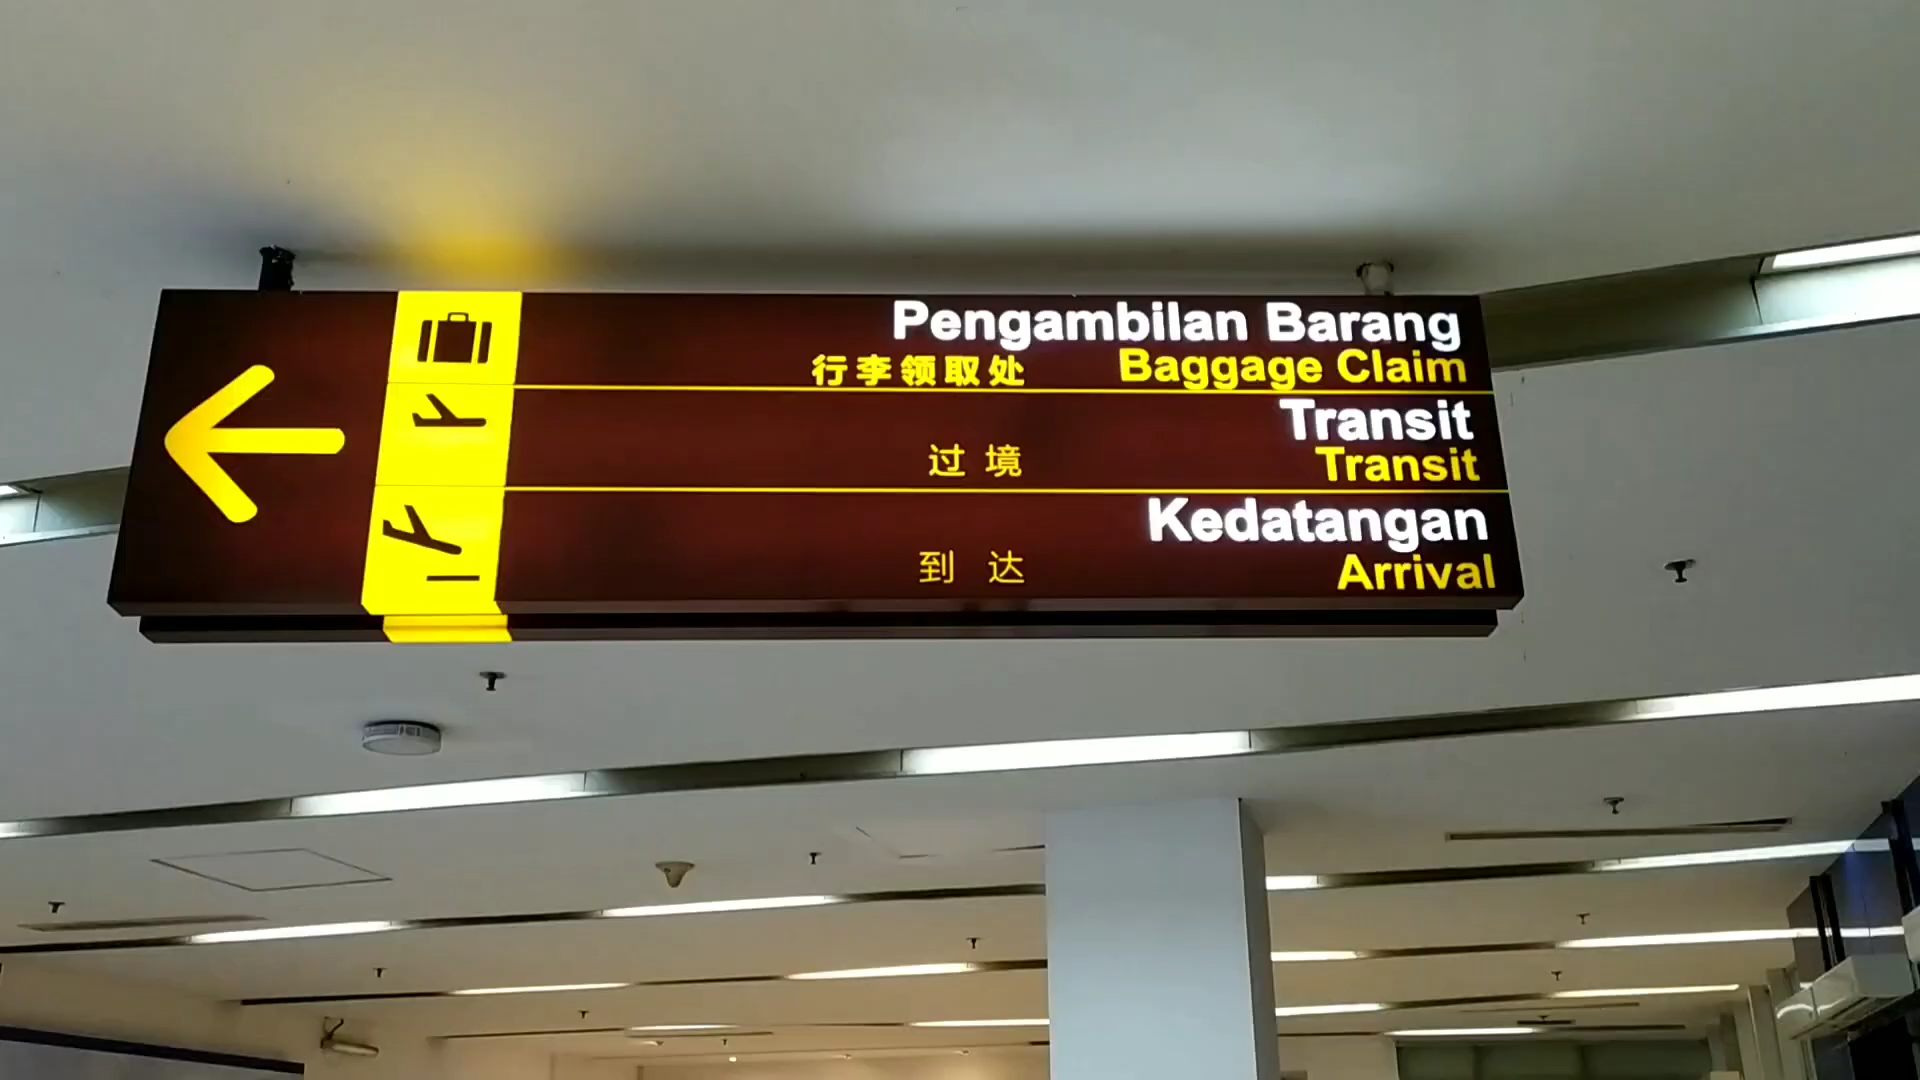 Pengambilan Barang
行李领取处 Baggage Claim
Transit
过境 Transit
Kedatangan
到达 Arrival